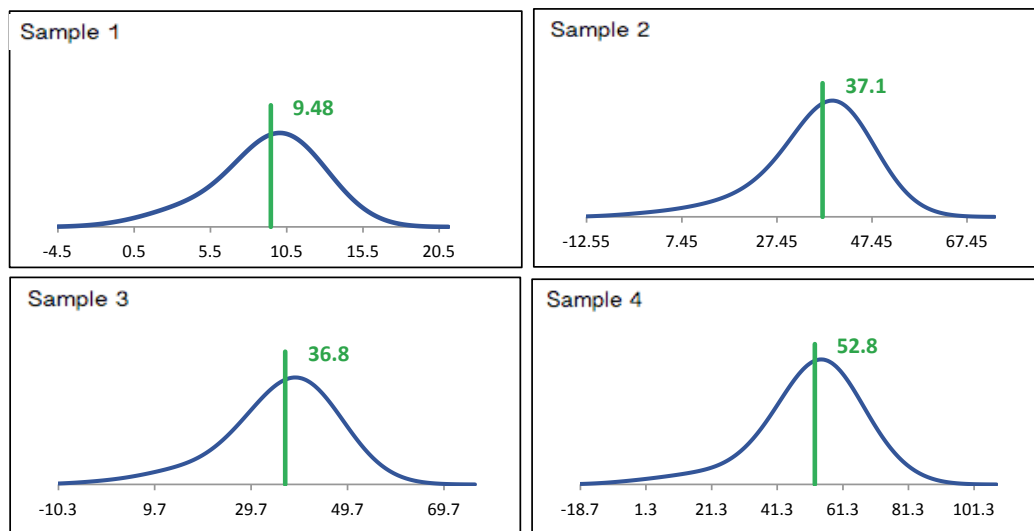 Sample 1
9.48
-4.5 0.5 5.5 10.5 15.5 20.5
Sample 2
37.1
-12.55 7.45 27.45 47.45 67.45
Sample 3
36.8
-10.3 9.7 29.7 49.7 69.7
Sample 4
52.8
-18.7 1.3 21.3 41.3 61.3 81.3 101.3